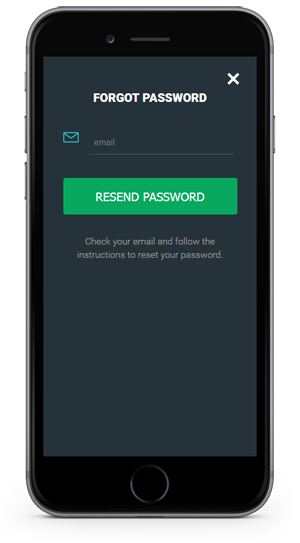 FORGOT PASSWORD
email
RESEND PASSWORD
Check your email and follow the
instructions to reset your password.